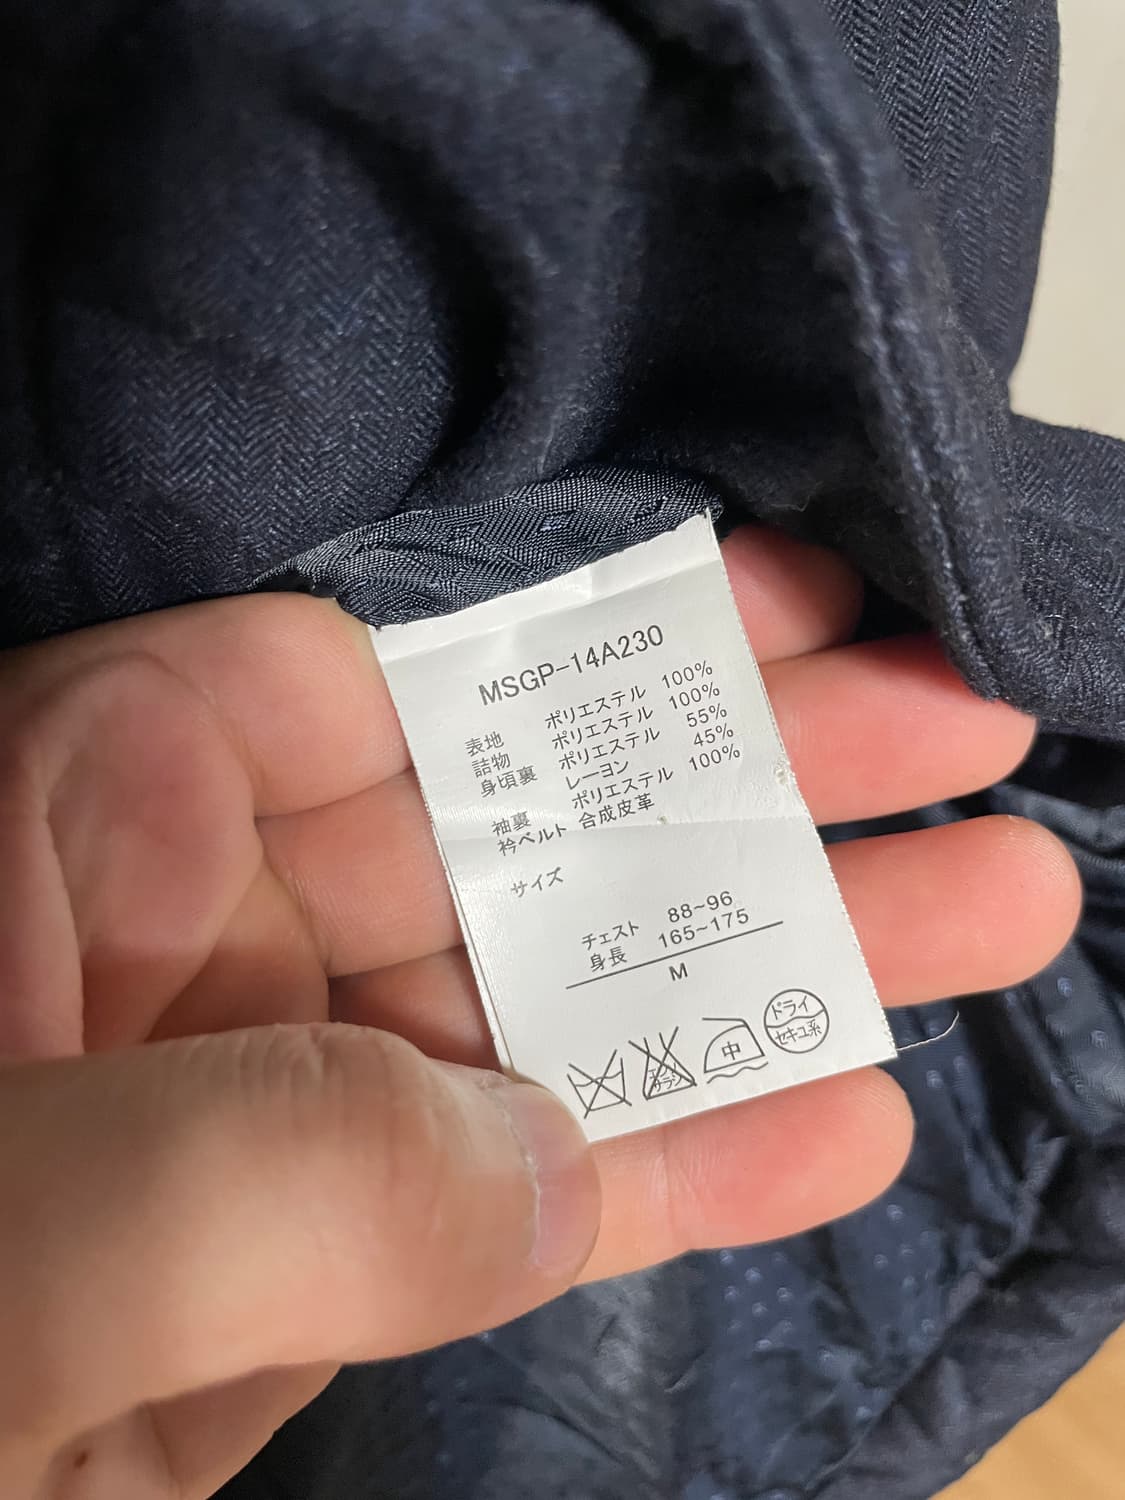 MSGP-14A230
表地 ポリエステル 100%
詰物 ポリエステル 100%
身頃裏 ポリエステル 55%
レーヨン 45%
袖裏 ポリエステル 100%
衿ベルト 合成皮革
サイズ
チェスト 88~96
身長 165~175
M
中
ドライ
セキユ系